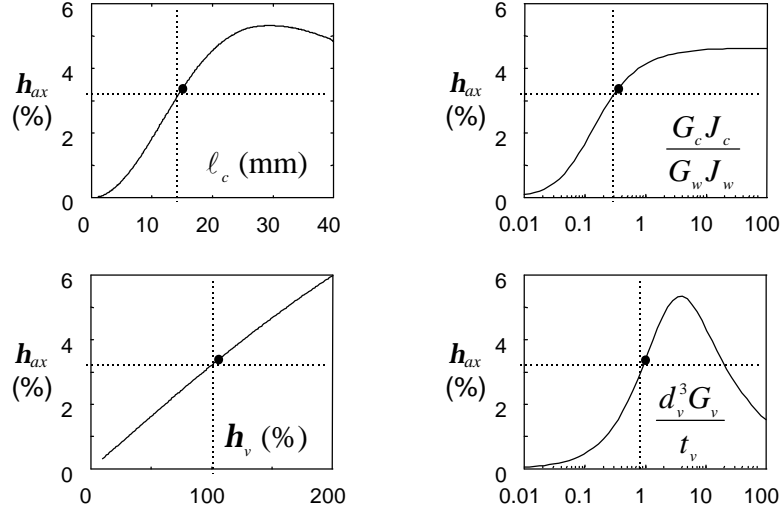 6
4
2
0
h_ax
(%)
ℓ_c (mm)
0 10 20 30 40
6
4
2
0
h_ax
(%)
G_c J_c
G_w J_w
0.01 0.1 1 10 100
6
4
2
0
h_ax
(%)
h_v (%)
0 100 200
6
4
2
0
h_ax
(%)
d_v^3 G_v
t_v
0.01 0.1 1 10 100